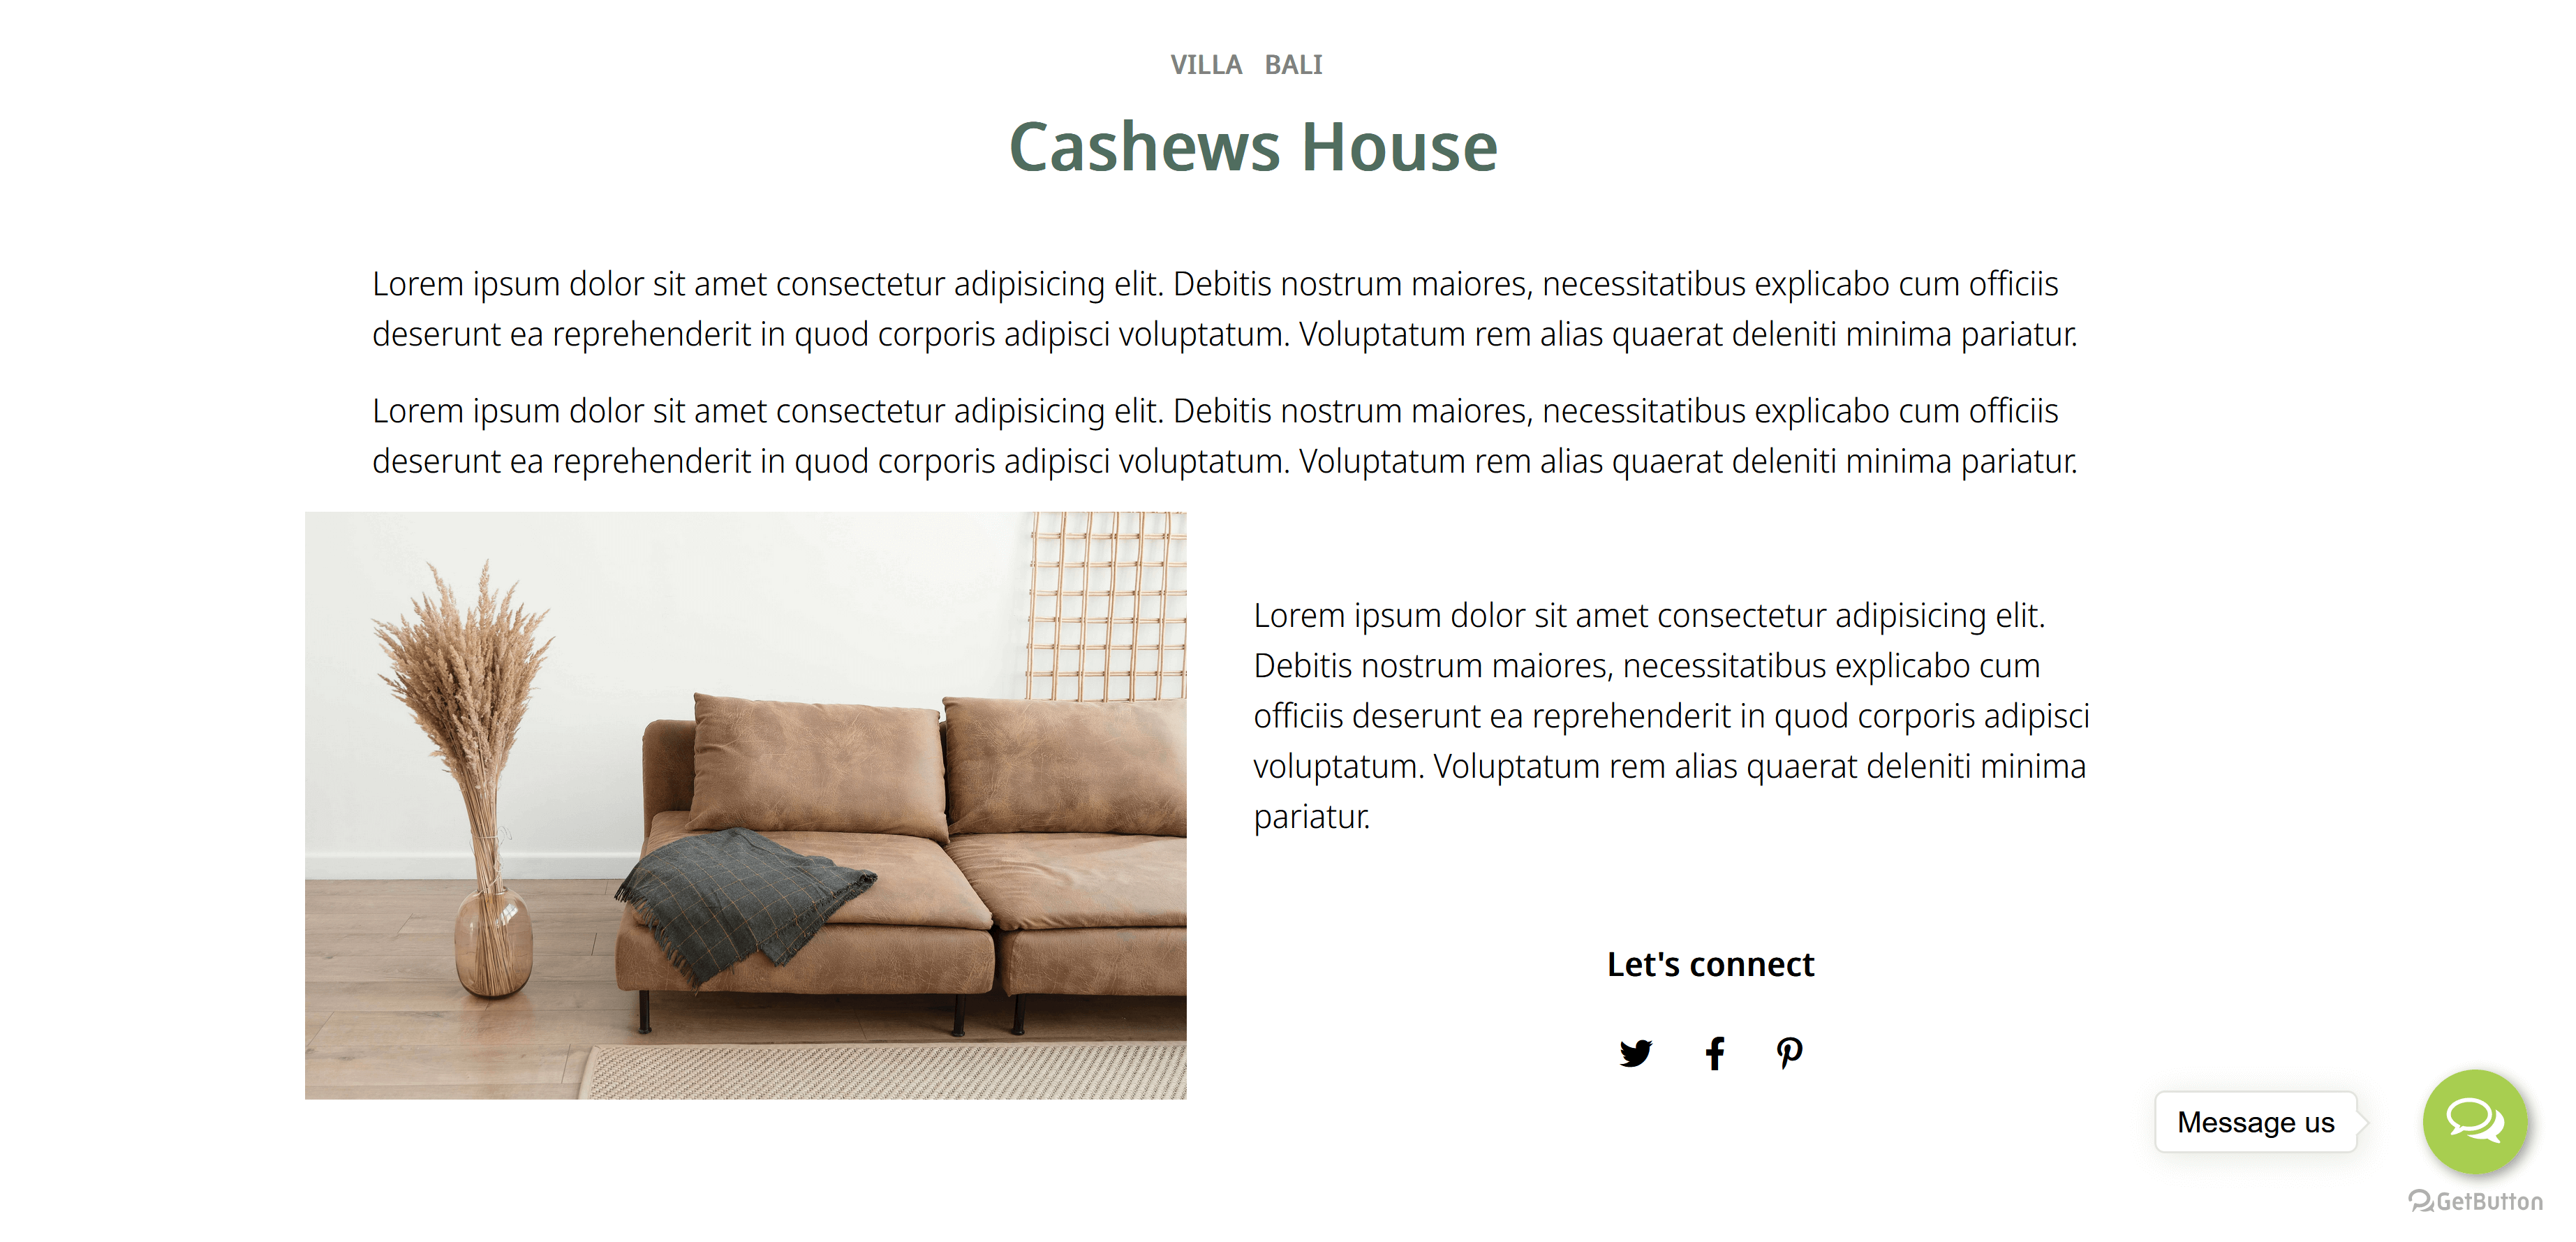 VILLA BALI
Cashews House
Lorem ipsum dolor sit amet consectetur adipisicing elit. Debitis nostrum maiores, necessitatibus explicabo cum officiis
deserunt ea reprehenderit in quod corporis adipisci voluptatum. Voluptatum rem alias quaerat deleniti minima pariatur.
Lorem ipsum dolor sit amet consectetur adipisicing elit. Debitis nostrum maiores, necessitatibus explicabo cum officiis
deserunt ea reprehenderit in quod corporis adipisci voluptatum. Voluptatum rem alias quaerat deleniti minima pariatur.
Lorem ipsum dolor sit amet consectetur adipisicing elit.
Debitis nostrum maiores, necessitatibus explicabo cum
officiis deserunt ea reprehenderit in quod corporis adipisci
voluptatum. Voluptatum rem alias quaerat deleniti minima
pariatur.
Let's connect
Message us
GetButton